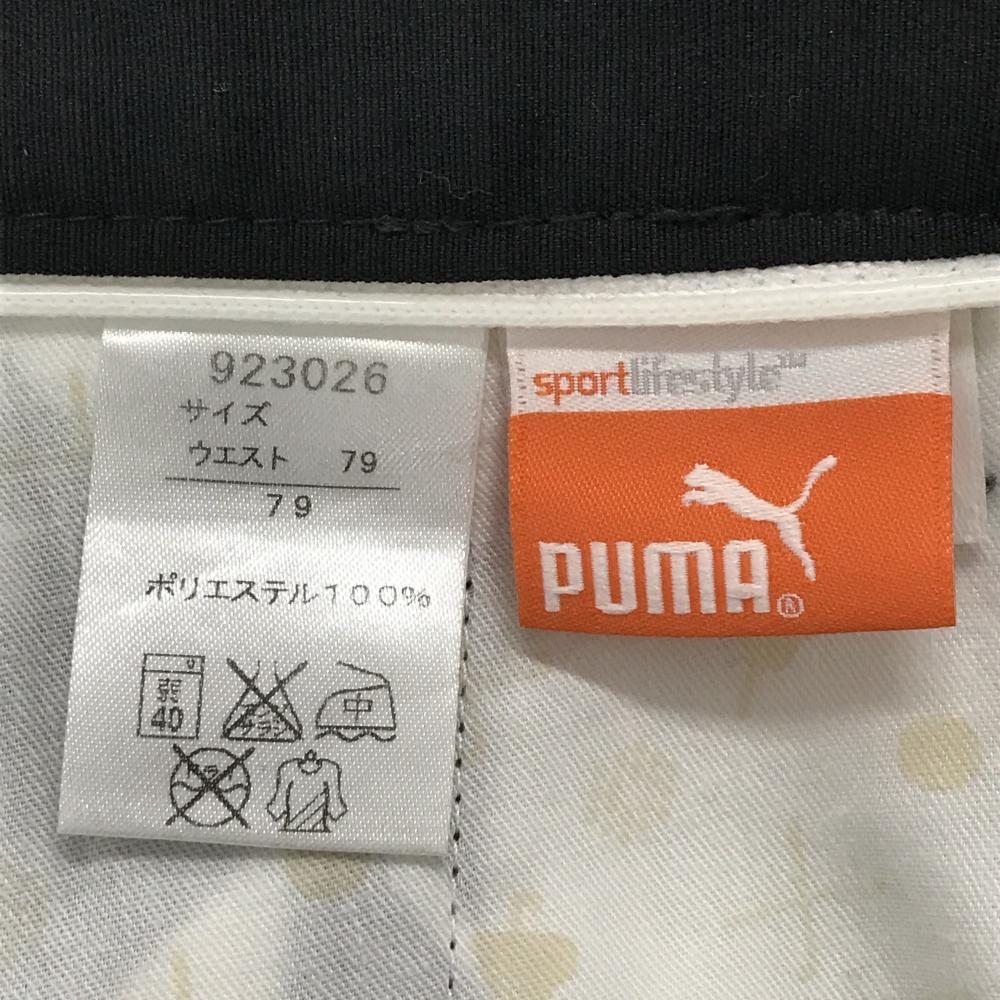 923026
サイズ
ウエスト 79
79
ポリエステル100%
弱
40
中
sportlifestyle™
PUMA®